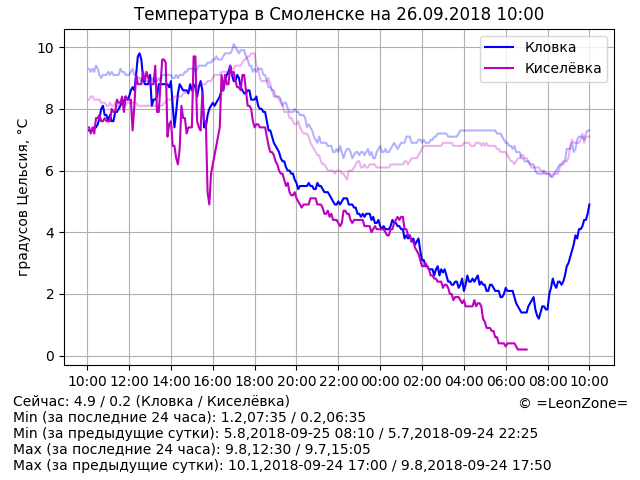 Температура в Смоленске на 26.09.2018 10:00
Кловка
Киселёвка
градусов Цельсия, °C
10
8
6
4
2
0
10:00 12:00 14:00 16:00 18:00 20:00 22:00 00:00 02:00 04:00 06:00 08:00 10:00
Сейчас: 4.9 / 0.2 (Кловка / Киселёвка)
© =LeonZone=
Min (за последние 24 часа): 1.2,07:35 / 0.2,06:35
Min (за предыдущие сутки): 5.8,2018-09-25 08:10 / 5.7,2018-09-24 22:25
Max (за последние 24 часа): 9.8,12:30 / 9.7,15:05
Max (за предыдущие сутки): 10.1,2018-09-24 17:00 / 9.8,2018-09-24 17:50